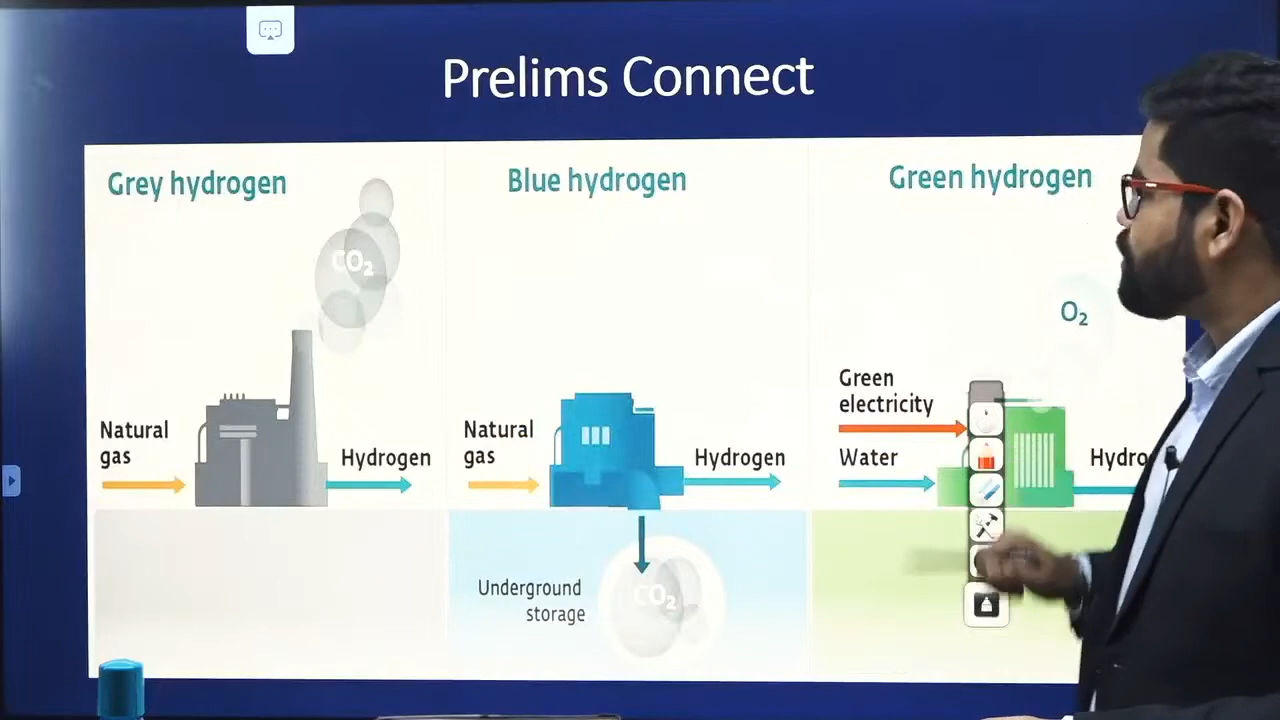 Prelims Connect
Grey hydrogen
CO₂
Natural
gas
Hydrogen
Blue hydrogen
Natural
gas
Hydrogen
Underground
storage
CO₂
Green hydrogen
O₂
Green
electricity
Water
Hydro